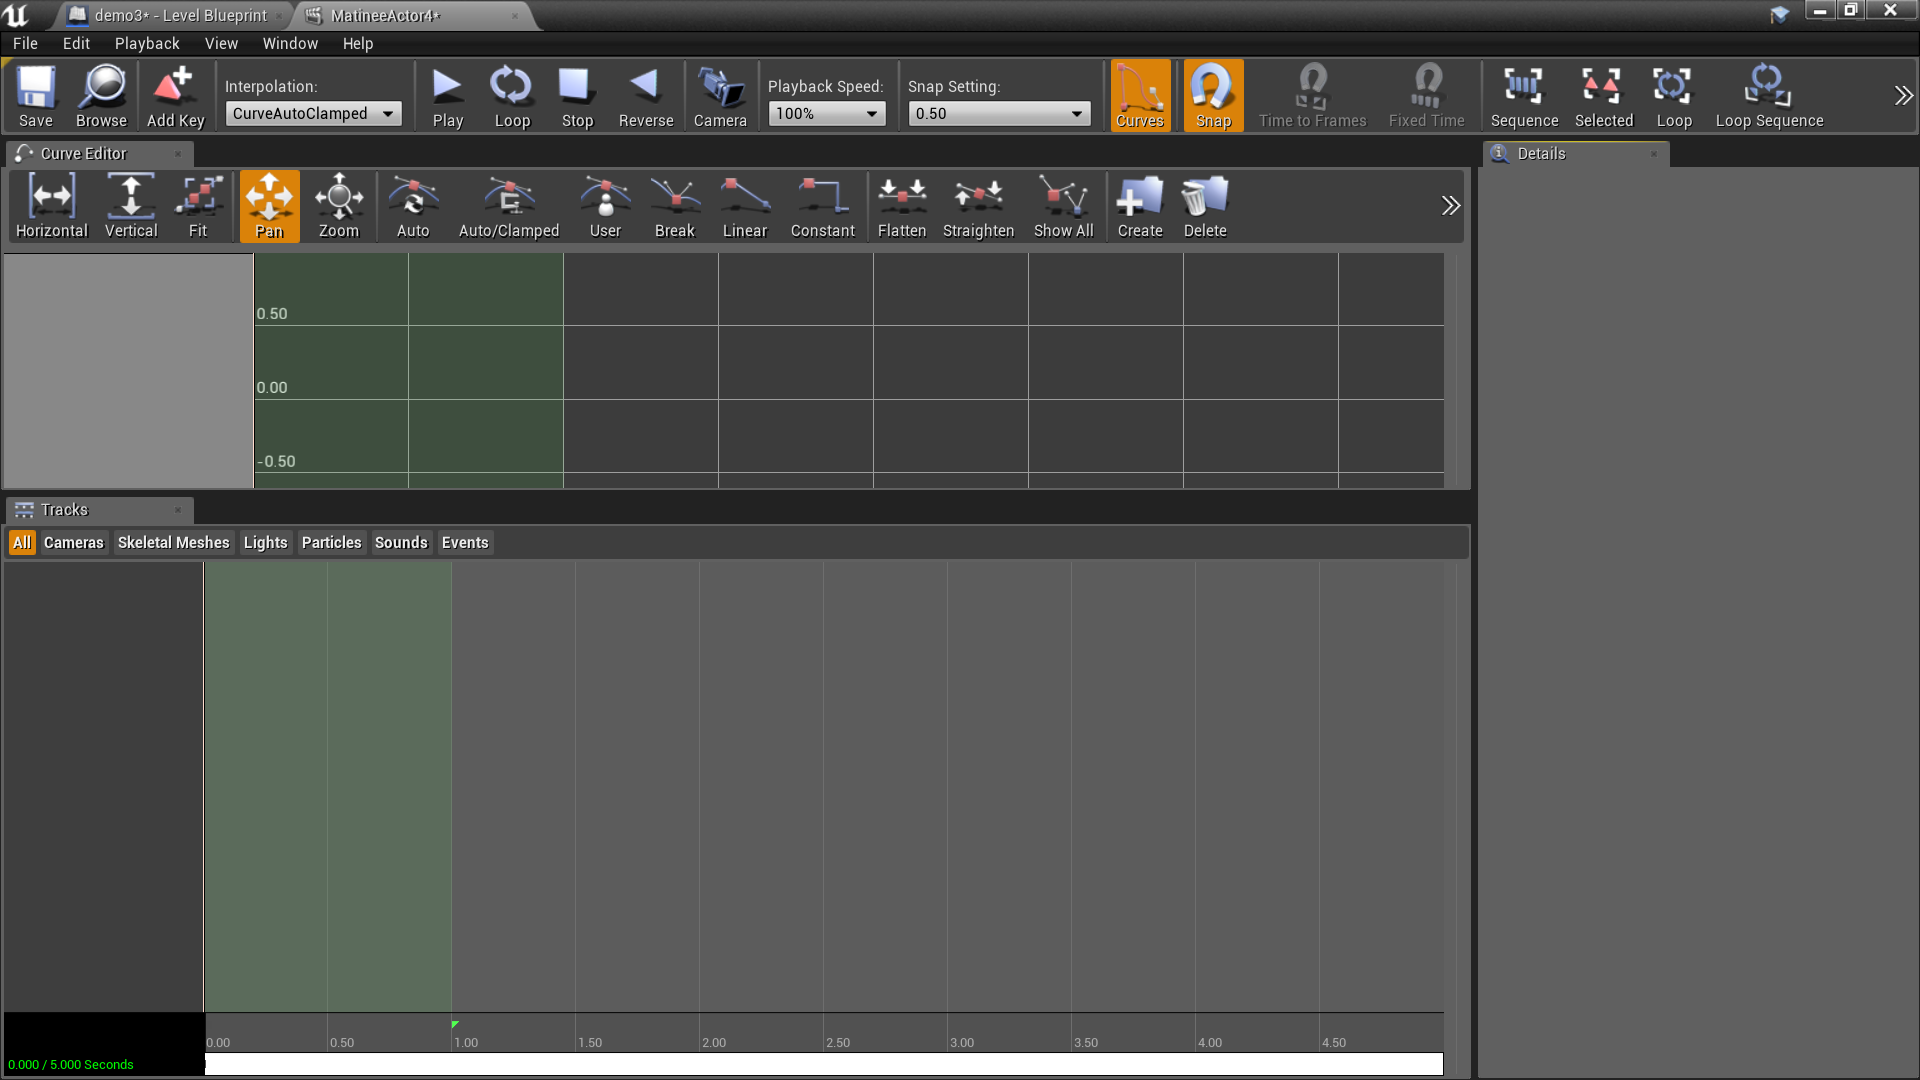 demo3* - Level Blueprint
MatineeActor4*
File Edit Playback View Window Help
Interpolation:
Playback Speed:
Snap Setting:
CurveAutoClamped
100%
0.50
Save Browse Add Key Play Loop Stop Reverse Camera Curves Snap Time to Frames Fixed Time Sequence Selected Loop Loop Sequence
Curve Editor
Details
Horizontal Vertical Fit Pan Zoom Auto Auto/Clamped User Break Linear Constant Flatten Straighten Show All Create Delete
0.50
0.00
-0.50
Tracks
All Cameras Skeletal Meshes Lights Particles Sounds Events
0.00 0.50 1.00 1.50 2.00 2.50 3.00 3.50 4.00 4.50
0.000 / 5.000 Seconds